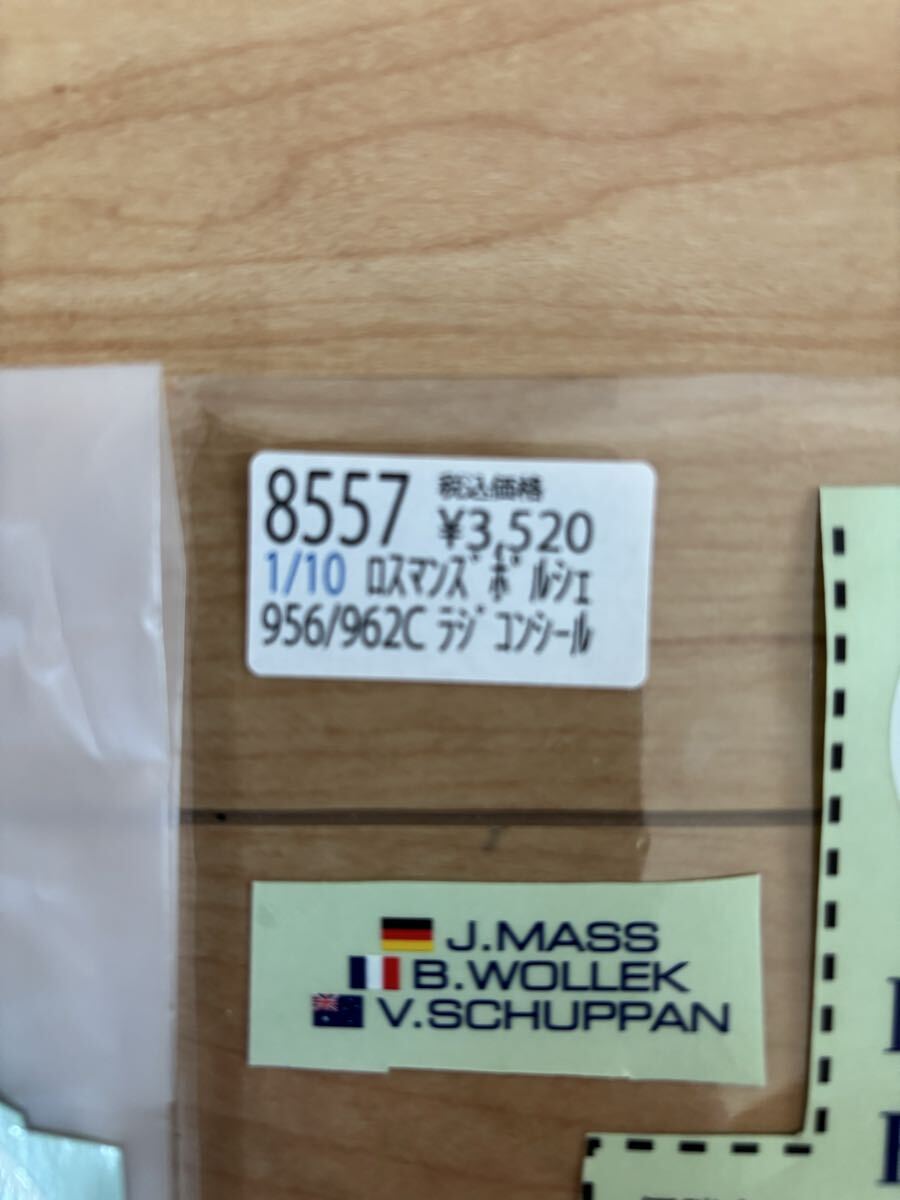 8557 税込価格
¥3,520
1/10 ﾛｽﾏﾝｽﾞﾎﾟﾙｼｪ
956/962C ﾗｼﾞｺﾝｼｰﾙ
J.MASS
B.WOLLEK
V.SCHUPPAN